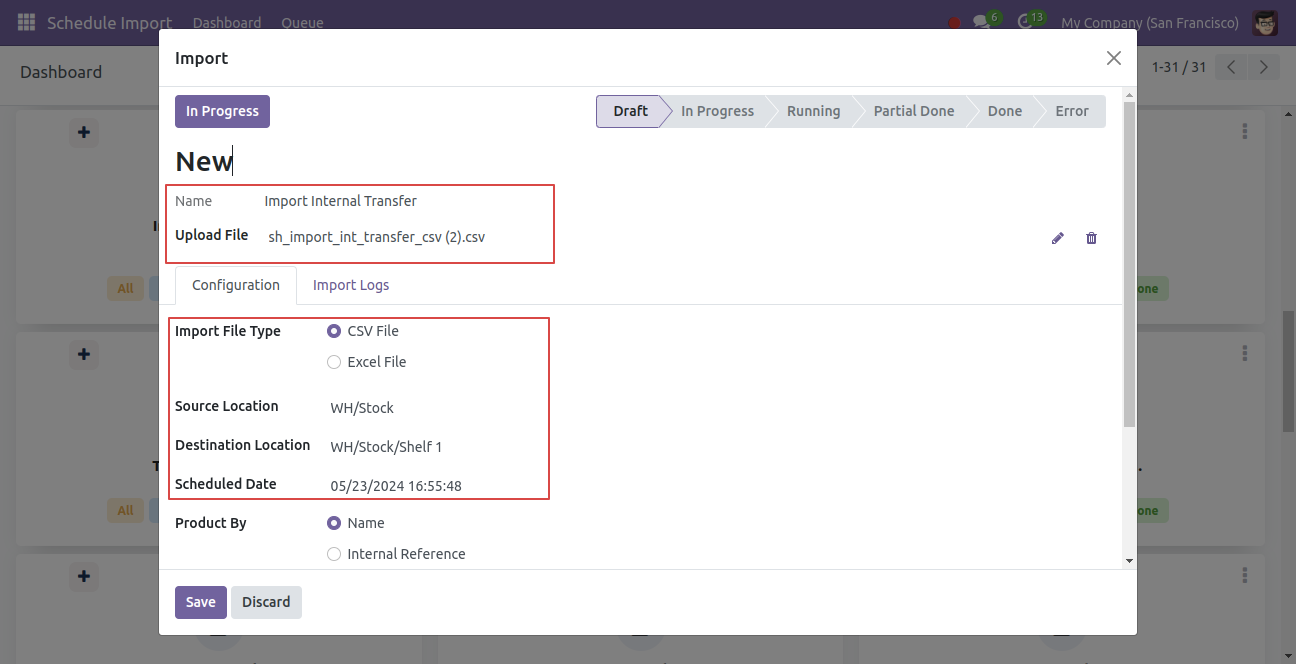 Schedule Import Dashboard Queue 6 13 My Company (San Francisco)
Dashboard 1-31 / 31
Import
In Progress Draft In Progress Running Partial Done Done Error
New
Name Import Internal Transfer
Upload File sh_import_int_transfer_csv (2).csv
Configuration Import Logs
All
Import File Type CSV File
Excel File
Source Location WH/Stock
Destination Location WH/Stock/Shelf 1
Scheduled Date 05/23/2024 16:55:48
All
Product By Name
Internal Reference
Save Discard